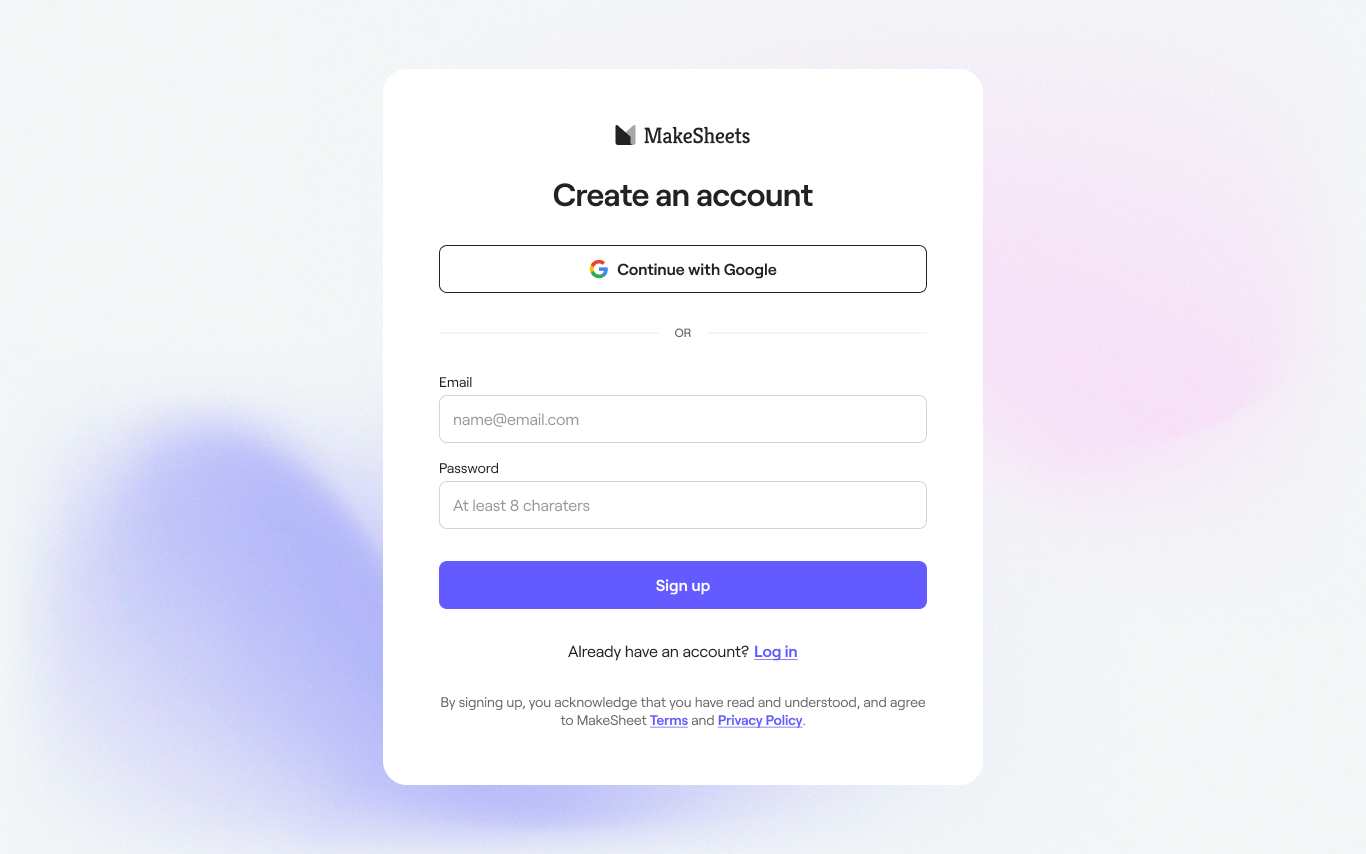 MakeSheets
Create an account
Continue with Google
OR
Email
name@email.com
Password
At least 8 charaters
Sign up
Already have an account? Log in
By signing up, you acknowledge that you have read and understood, and agree
to MakeSheet Terms and Privacy Policy.